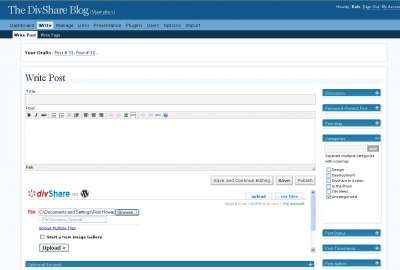 The DivShare Blog (View site »)
Howdy, Rob. [Sign Out, My Account
Dashboard Write Manage Links Presentation Plugins Users Options Import
Write Post Write Page
Your Drafts: Post # 13, Post # 12.
Write Post
Title
Post
Path:
Save and Continue Editing Save Publish
Discussion
Password-Protect Post
Post slug
Categories
Separate multiple categories
with commas.
Design
Development
DivShare in Action
In the Press
Site News
Uncategorized
Post Status
Post Timestamp
Post author
divShare
upload my files
File: C:\Documents and Settings\Rob Howa Browse...
Upload Multiple Files
Start a new Image Gallery
Upload »
Optional Excerpt